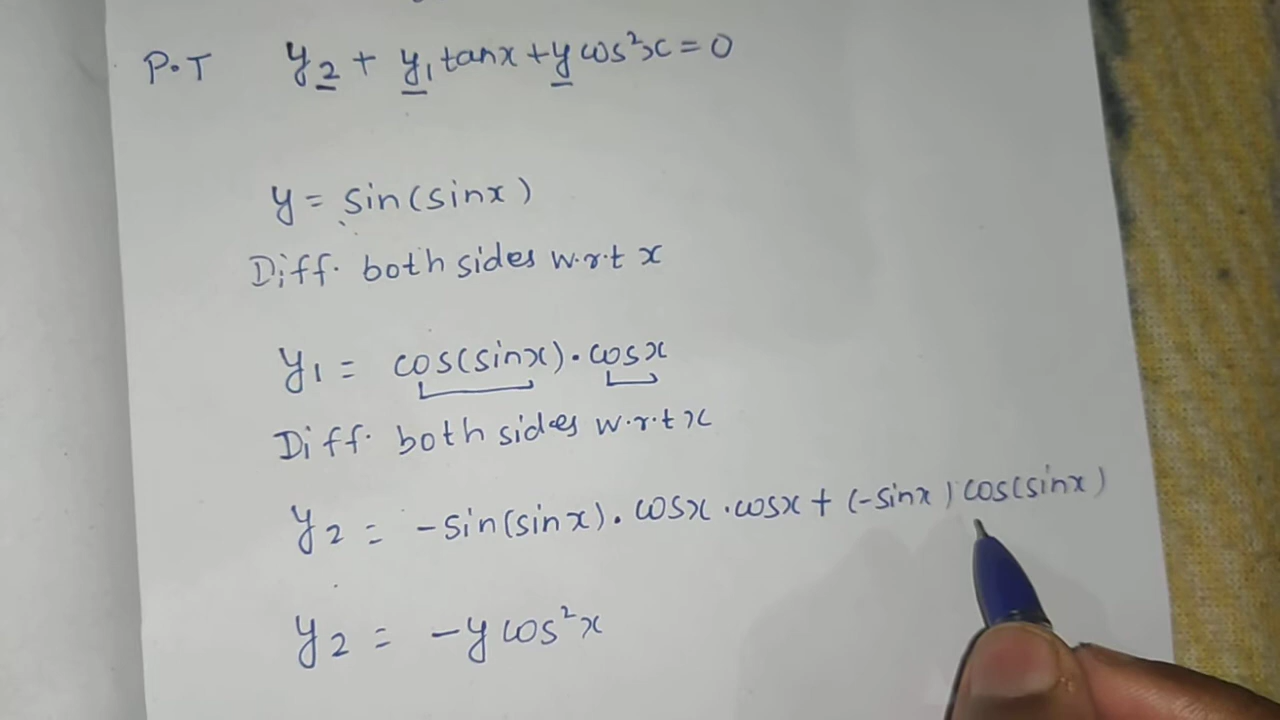 P.T y₂ + y₁ tanx + y cos²x = 0
y = sin(sinx)
Diff. both sides w.r.t x
y₁ = cos(sinx) · cosx
Diff. both sides w.r.t x
y₂ = -sin(sinx) · cosx · cosx + (-sinx) cos(sinx)
y₂ = -y cos²x